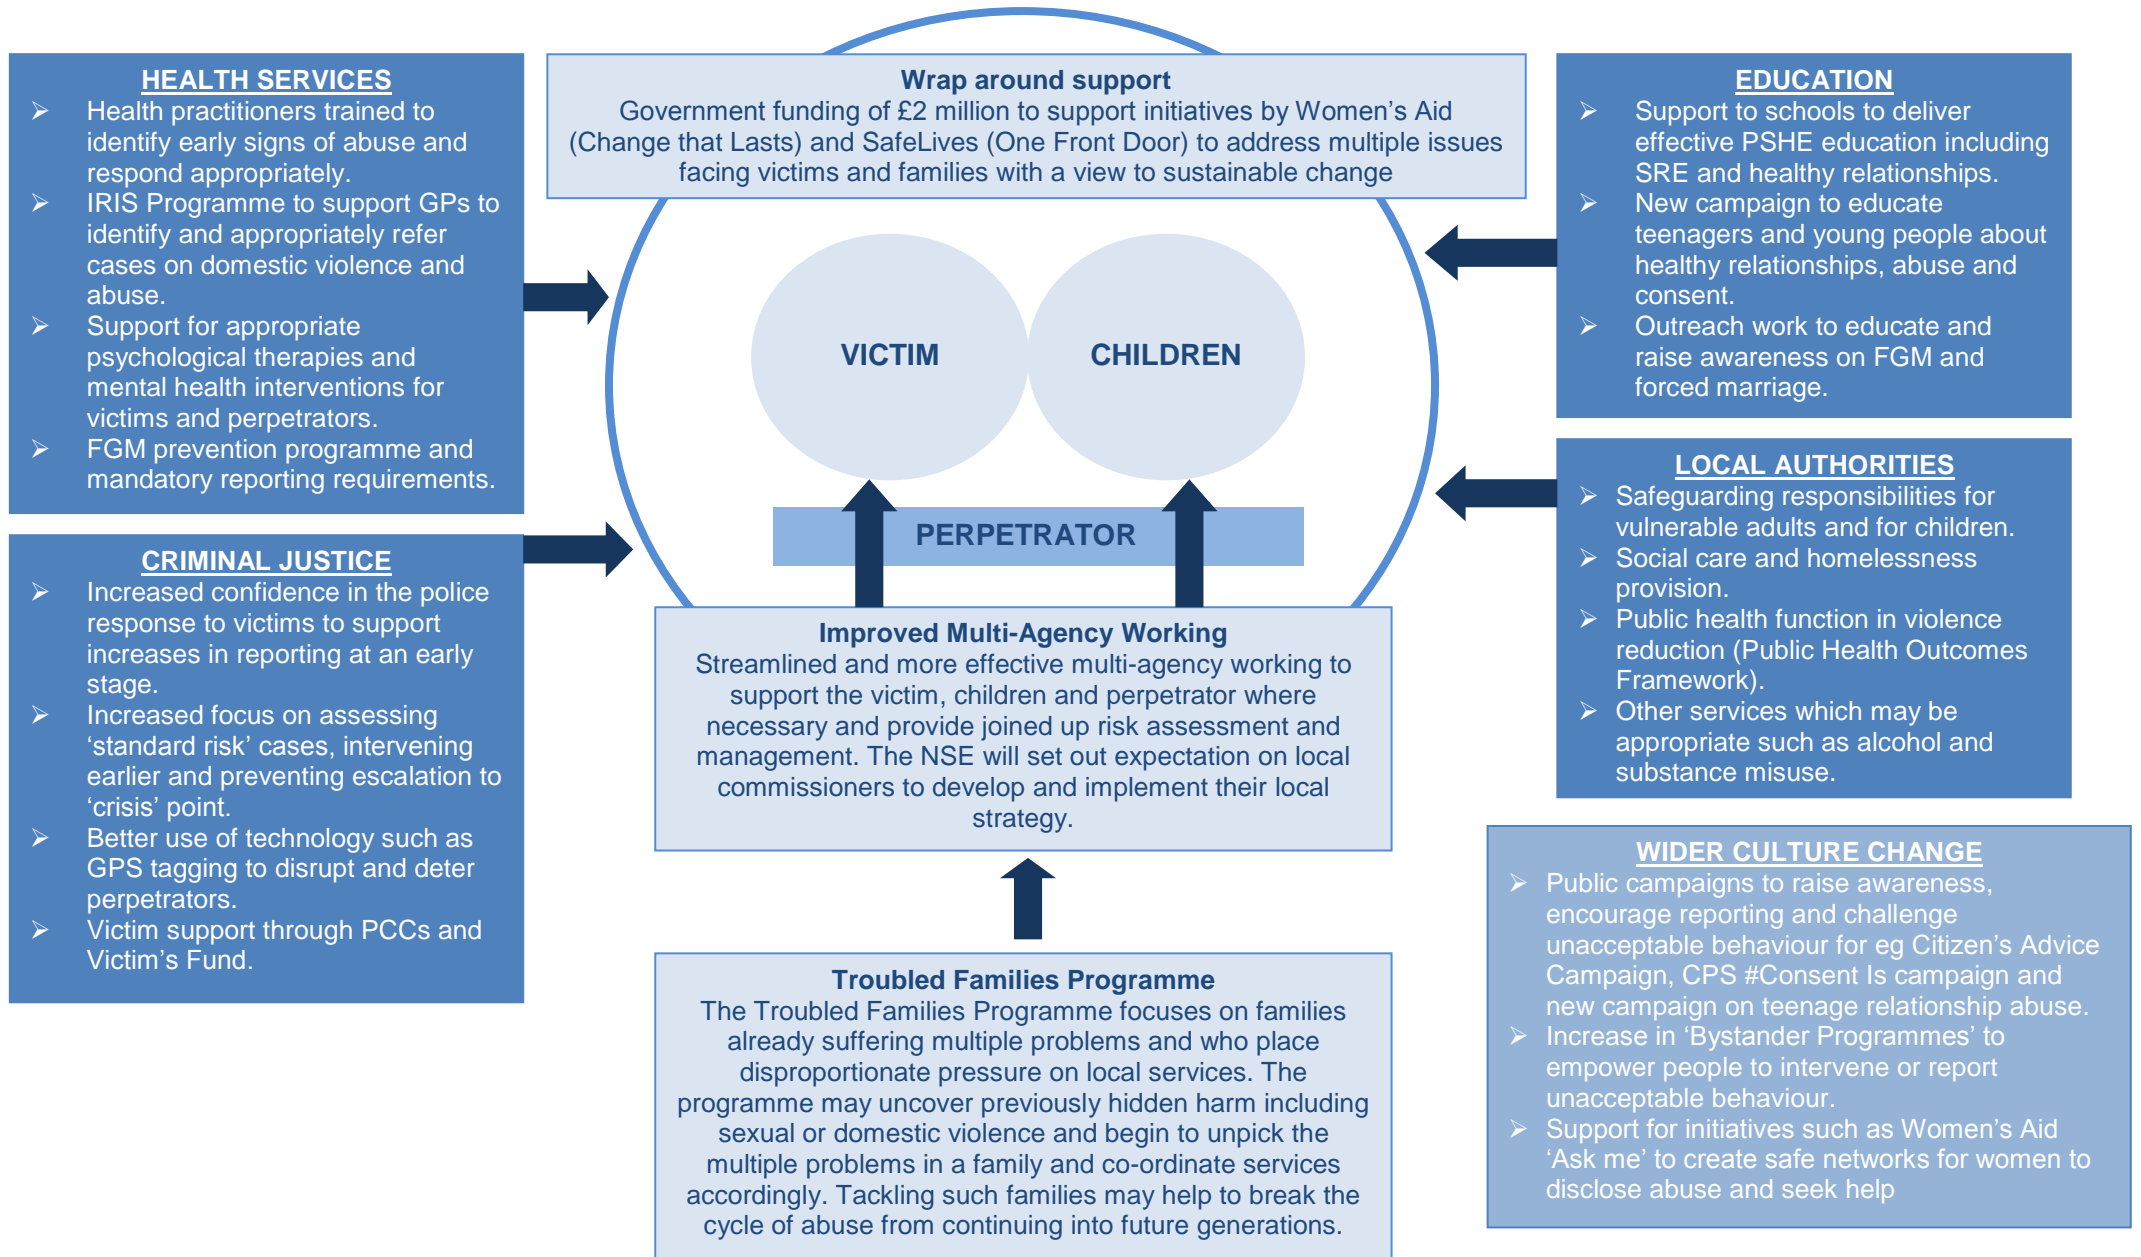 HEALTH SERVICES
➢ Health practitioners trained to
identify early signs of abuse and
respond appropriately.
➢ IRIS Programme to support GPs to
identify and appropriately refer
cases on domestic violence and
abuse.
➢ Support for appropriate
psychological therapies and
mental health interventions for
victims and perpetrators.
➢ FGM prevention programme and
mandatory reporting requirements.
CRIMINAL JUSTICE
➢ Increased confidence in the police
response to victims to support
increases in reporting at an early
stage.
➢ Increased focus on assessing
‘standard risk’ cases, intervening
earlier and preventing escalation to
‘crisis’ point.
➢ Better use of technology such as
GPS tagging to disrupt and deter
perpetrators.
➢ Victim support through PCCs and
Victim’s Fund.
Wrap around support
Government funding of £2 million to support initiatives by Women’s Aid
(Change that Lasts) and SafeLives (One Front Door) to address multiple issues
facing victims and families with a view to sustainable change
VICTIM
CHILDREN
PERPETRATOR
Improved Multi-Agency Working
Streamlined and more effective multi-agency working to
support the victim, children and perpetrator where
necessary and provide joined up risk assessment and
management. The NSE will set out expectation on local
commissioners to develop and implement their local
strategy.
Troubled Families Programme
The Troubled Families Programme focuses on families
already suffering multiple problems and who place
disproportionate pressure on local services. The
programme may uncover previously hidden harm including
sexual or domestic violence and begin to unpick the
multiple problems in a family and co-ordinate services
accordingly. Tackling such families may help to break the
cycle of abuse from continuing into future generations.
EDUCATION
➢ Support to schools to deliver
effective PSHE education including
SRE and healthy relationships.
➢ New campaign to educate
teenagers and young people about
healthy relationships, abuse and
consent.
➢ Outreach work to educate and
raise awareness on FGM and
forced marriage.
LOCAL AUTHORITIES
➢ Safeguarding responsibilities for
vulnerable adults and for children.
➢ Social care and homelessness
provision.
➢ Public health function in violence
reduction (Public Health Outcomes
Framework).
➢ Other services which may be
appropriate such as alcohol and
substance misuse.
WIDER CULTURE CHANGE
➢ Public campaigns to raise awareness,
encourage reporting and challenge
unacceptable behaviour for eg Citizen’s Advice
Campaign, CPS #Consent Is campaign and
new campaign on teenage relationship abuse.
➢ Increase in ‘Bystander Programmes’ to
empower people to intervene or report
unacceptable behaviour.
➢ Support for initiatives such as Women’s Aid
‘Ask me’ to create safe networks for women to
disclose abuse and seek help